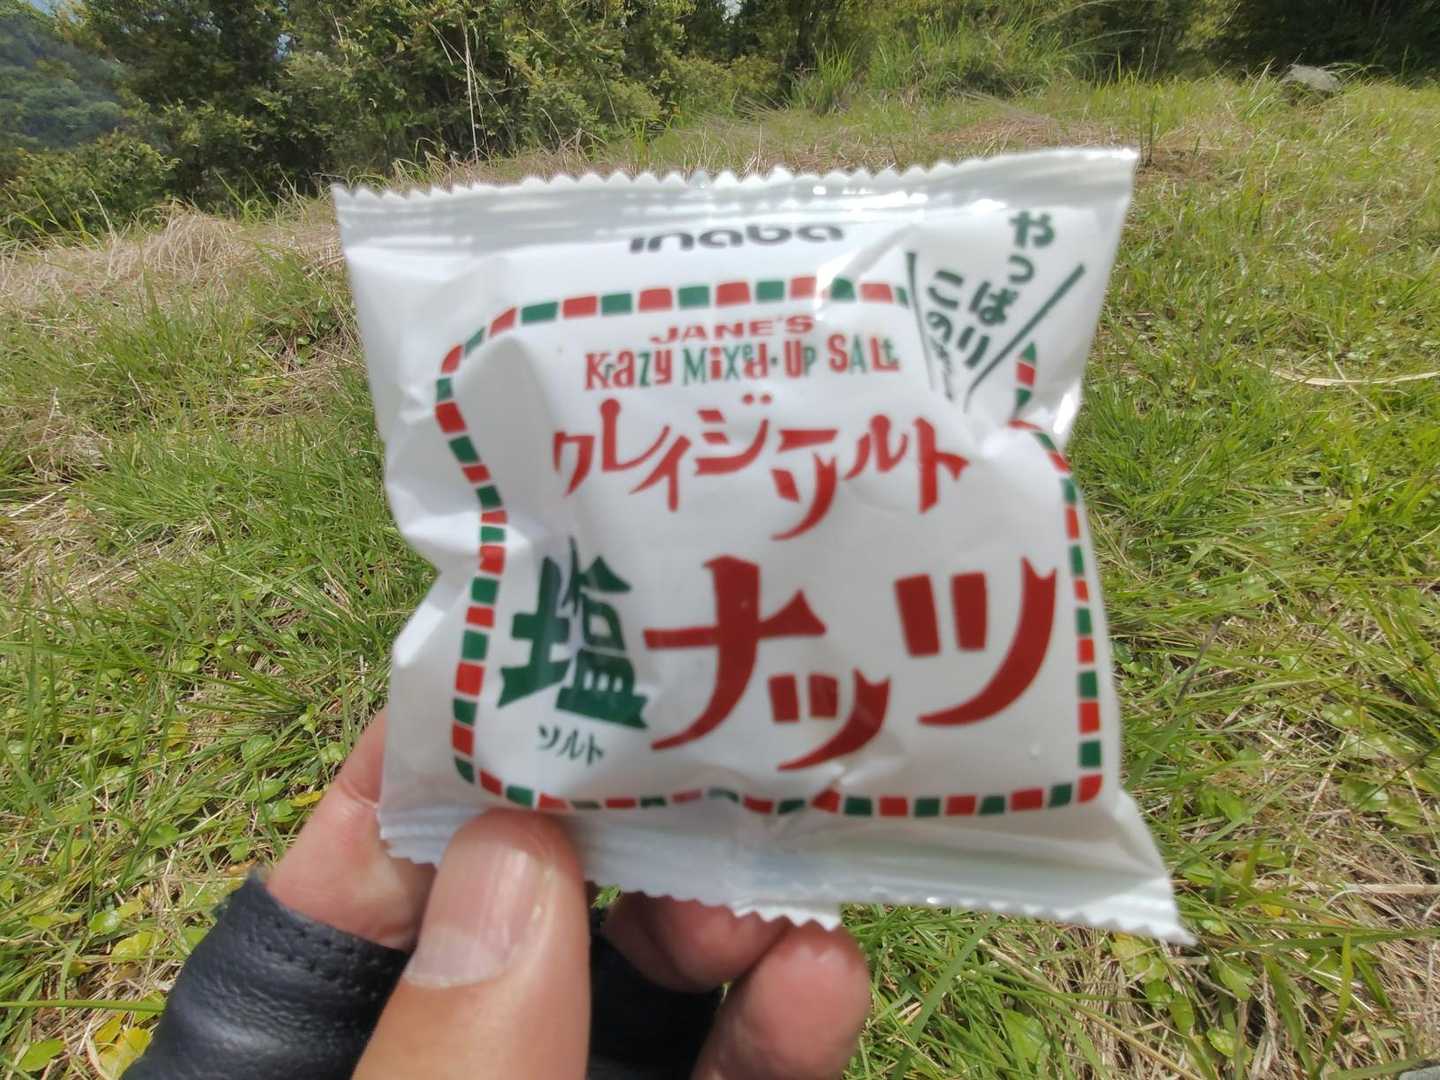 inaba
やっぱり
この
JANE'S
Krazy Mixed-Up SALt
クレイジーソルト
塩ナッツ
ソルト